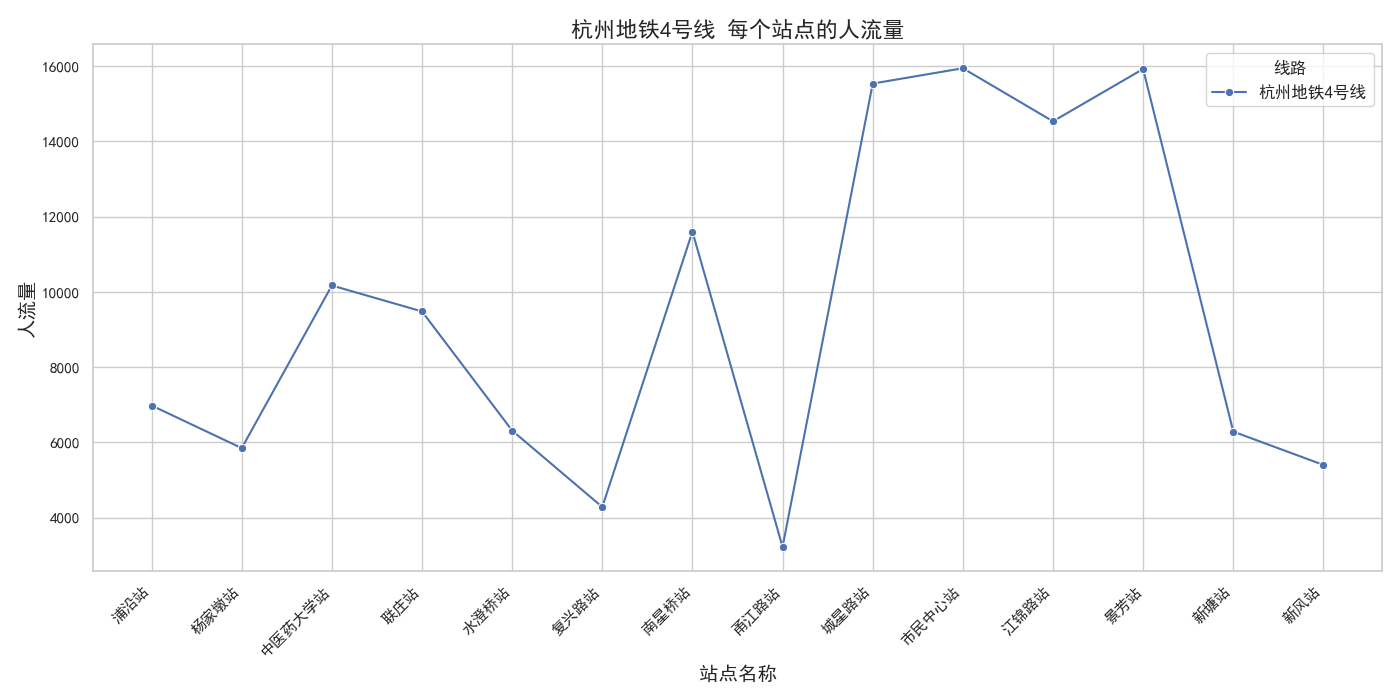 杭州地铁4号线 每个站点的人流量
线路
杭州地铁4号线
人流量
16000
14000
12000
10000
8000
6000
4000
浦沿站
杨家墩站
中医药大学站
联庄站
水澄桥站
复兴路站
南星桥站
甬江路站
城星路站
市民中心站
江锦路站
景芳站
新塘站
新风站
站点名称